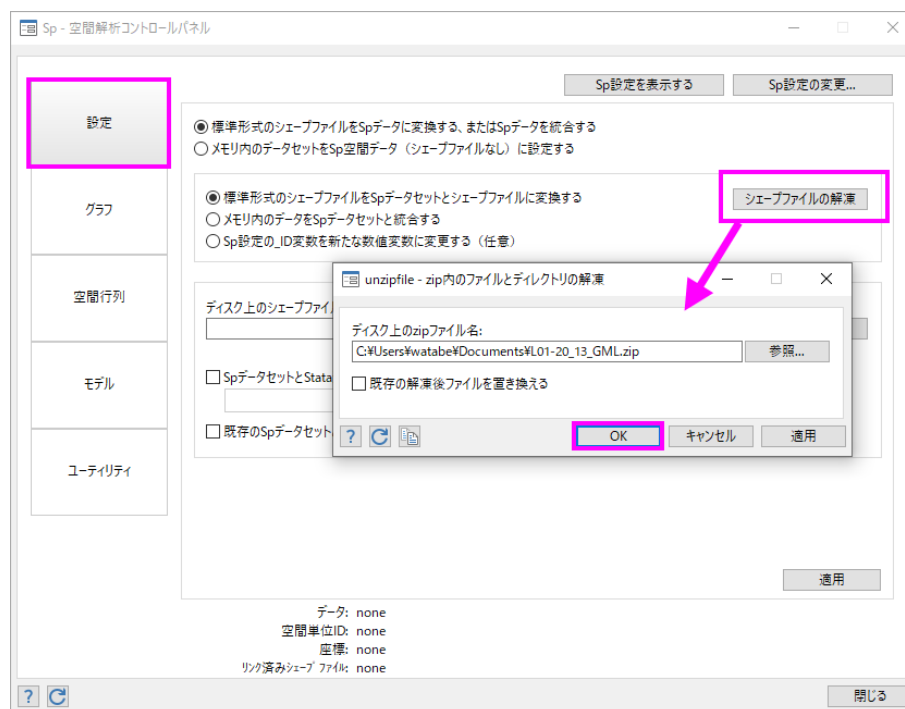 Sp - 空間解析コントロールパネル
Sp設定を表示する
Sp設定の変更...
設定
グラフ
空間行列
モデル
ユーティリティ
標準形式のシェープファイルをSpデータに変換する、またはSpデータを統合する
メモリ内のデータセットをSp空間データ（シェープファイルなし）に設定する
標準形式のシェープファイルをSpデータセットとシェープファイルに変換する
シェープファイルの解凍
メモリ内のデータをSpデータセットと統合する
Sp設定の_ID変数を新たな数値変数に変更する（任意）
ディスク上のシェープファイ
SpデータセットとStata
既存のSpデータセット
unzipfile - zip内のファイルとディレクトリの解凍
ディスク上のzipファイル名:
C:¥Users¥watabe¥Documents¥L01-20_13_GML.zip
参照...
既存の解凍後ファイルを置き換える
?
OK
キャンセル
適用
適用
データ: none
空間単位ID: none
座標: none
リンク済みシェープファイル: none
?
閉じる